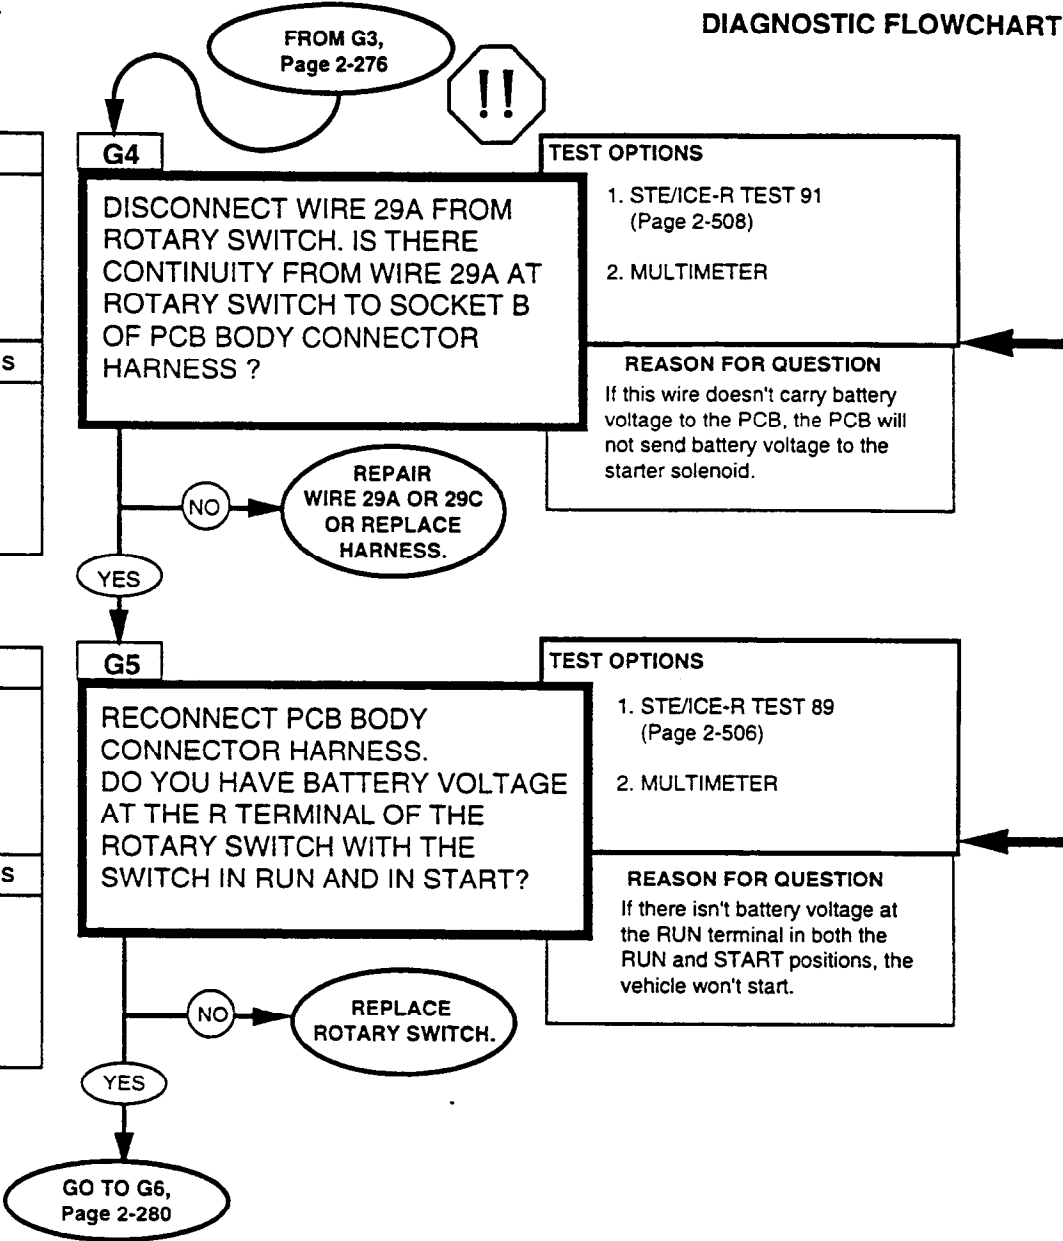 DIAGNOSTIC FLOWCHART
FROM G3,
Page 2-276
!!
G4
DISCONNECT WIRE 29A FROM
ROTARY SWITCH. IS THERE
CONTINUITY FROM WIRE 29A AT
ROTARY SWITCH TO SOCKET B
OF PCB BODY CONNECTOR
HARNESS ?
TEST OPTIONS
1. STE/ICE-R TEST 91
(Page 2-508)
2. MULTIMETER
REASON FOR QUESTION
If this wire doesn't carry battery
voltage to the PCB, the PCB will
not send battery voltage to the
starter solenoid.
S
NO
REPAIR
WIRE 29A OR 29C
OR REPLACE
HARNESS.
YES
G5
RECONNECT PCB BODY
CONNECTOR HARNESS.
DO YOU HAVE BATTERY VOLTAGE
AT THE R TERMINAL OF THE
ROTARY SWITCH WITH THE
SWITCH IN RUN AND IN START?
TEST OPTIONS
1. STE/ICE-R TEST 89
(Page 2-506)
2. MULTIMETER
REASON FOR QUESTION
If there isn't battery voltage at
the RUN terminal in both the
RUN and START positions, the
vehicle won't start.
S
NO
REPLACE
ROTARY SWITCH.
YES
GO TO G6,
Page 2-280